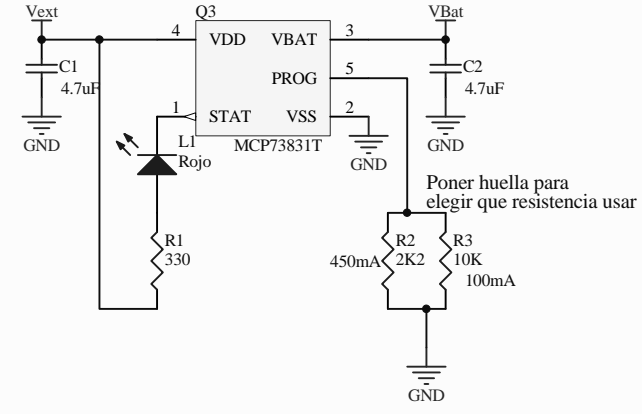 Vext
Q3
VBat
4
VDD
VBAT
3
C1
4.7uF
PROG
5
C2
4.7uF
1
STAT
VSS
2
GND
L1
Rojo
MCP73831T
GND
GND
Poner huella para
elegir que resistencia usar
R1
330
R2
2K2
450mA
R3
10K
100mA
GND